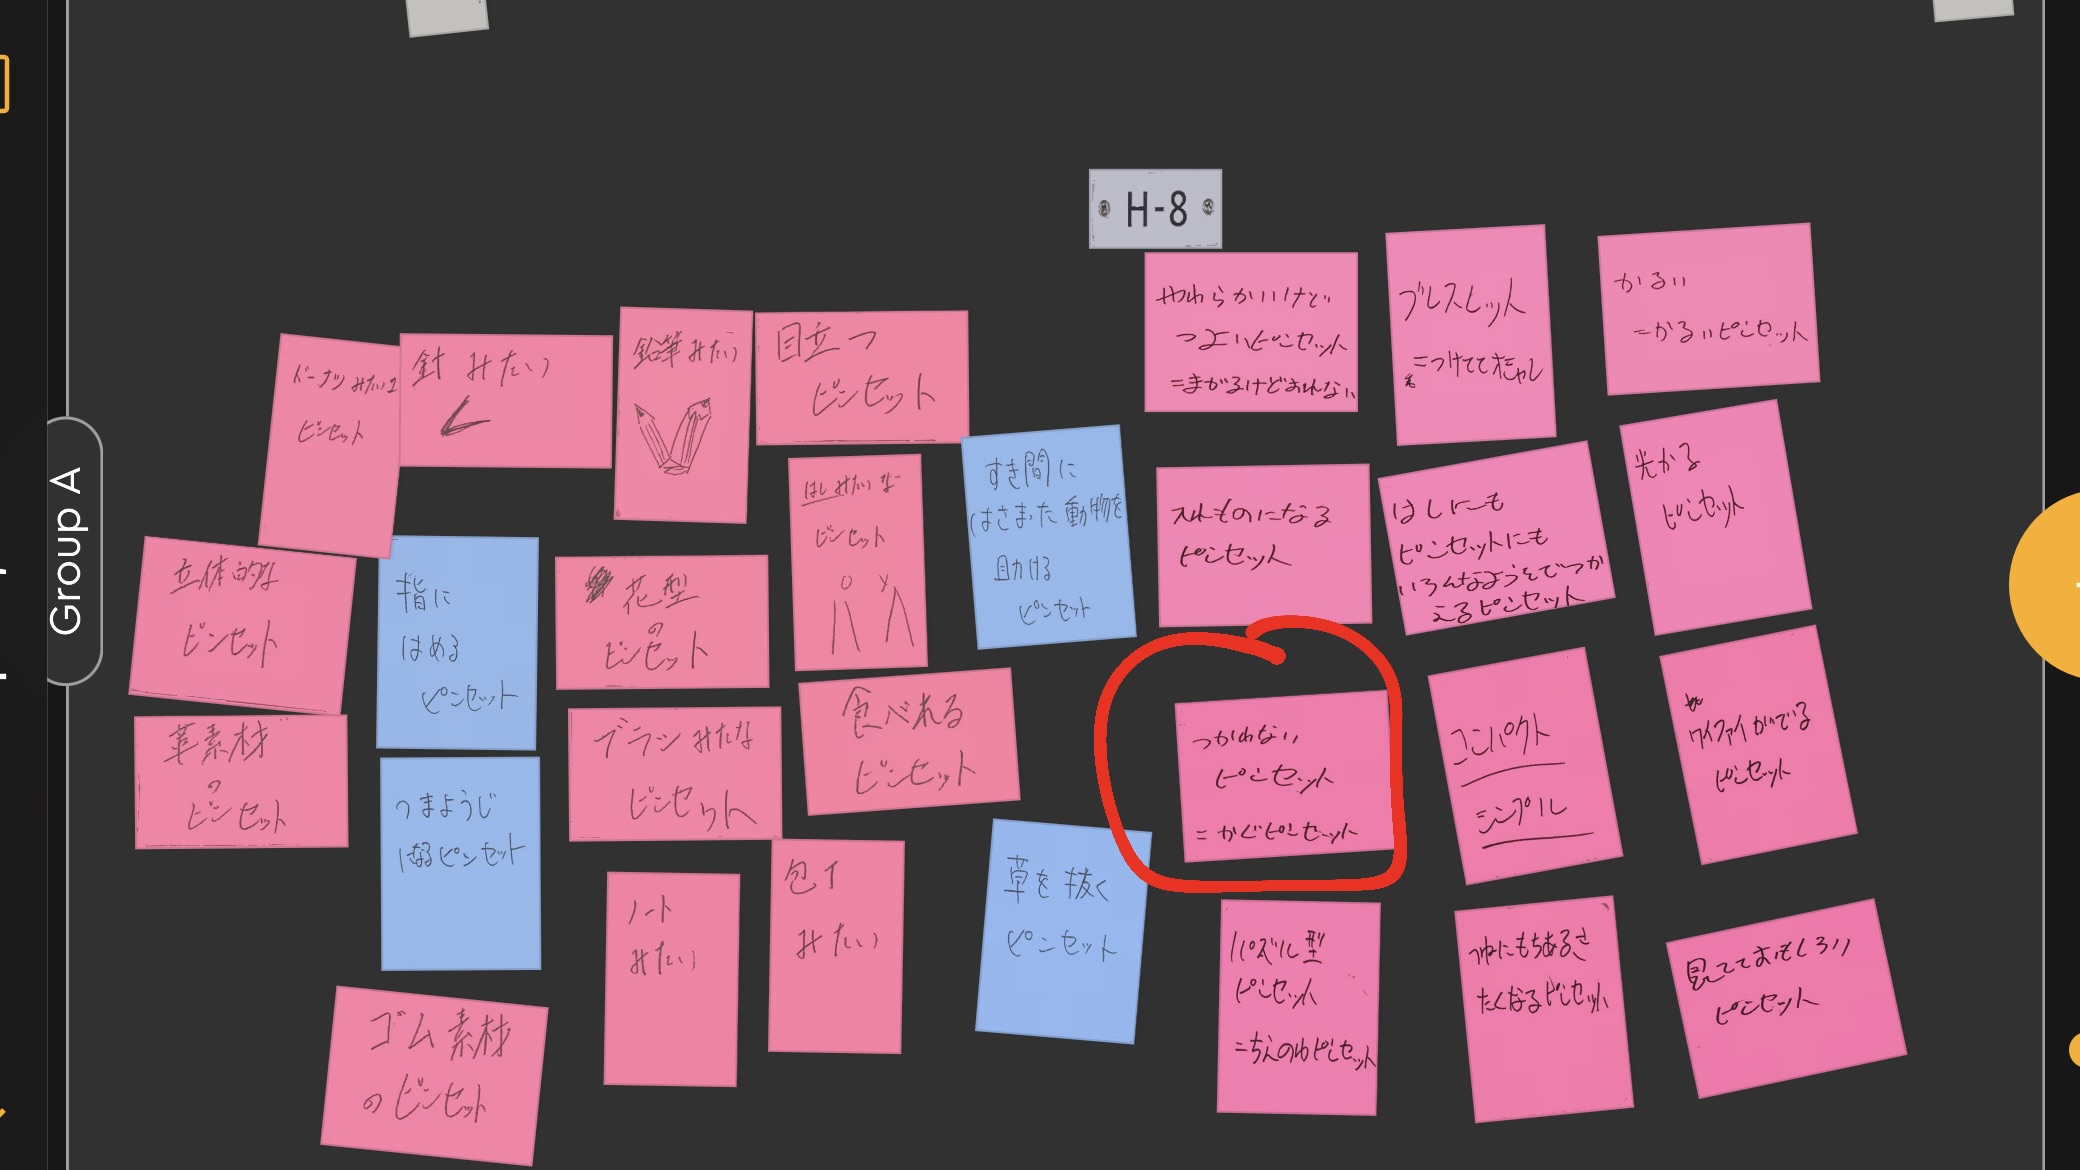 Group A
H-8
ドーナツみたいな
ピンセット
針みたい
鉛筆みたい
目立つ
ピンセット
はしみたいな
ピンセット
すき間に
はさまった動物を
助ける
ピンセット
立体的な
ピンセット
指に
はめる
ピンセット
花型
の
ピンセット
革素材
の
ピンセット
つまようじ
になるピンセット
ブラシみたな
ピンセット
食べれる
ピンセット
ノート
みたい
包丁
みたい
草を抜く
ピンセット
ゴム素材
のピンセット
やわらかいけど
つよいピンセット
=まがるけどおれない
ブレスレット
=つけててオシャレ
かるい
=かるいピンセット
入れものになる
ピンセット
はしにも
ピンセットにも
いろんなようとでつか
えるピンセット
光かる
ピンセット
つかれない
ピンセット
=かぐピンセット
コンパクト
シンプル
ワイファイがでる
ピンセット
パズル型
ピンセット
=ちえのわピンセット
つねにもちあるき
たくなるピンセット
見てておもしろい
ピンセット